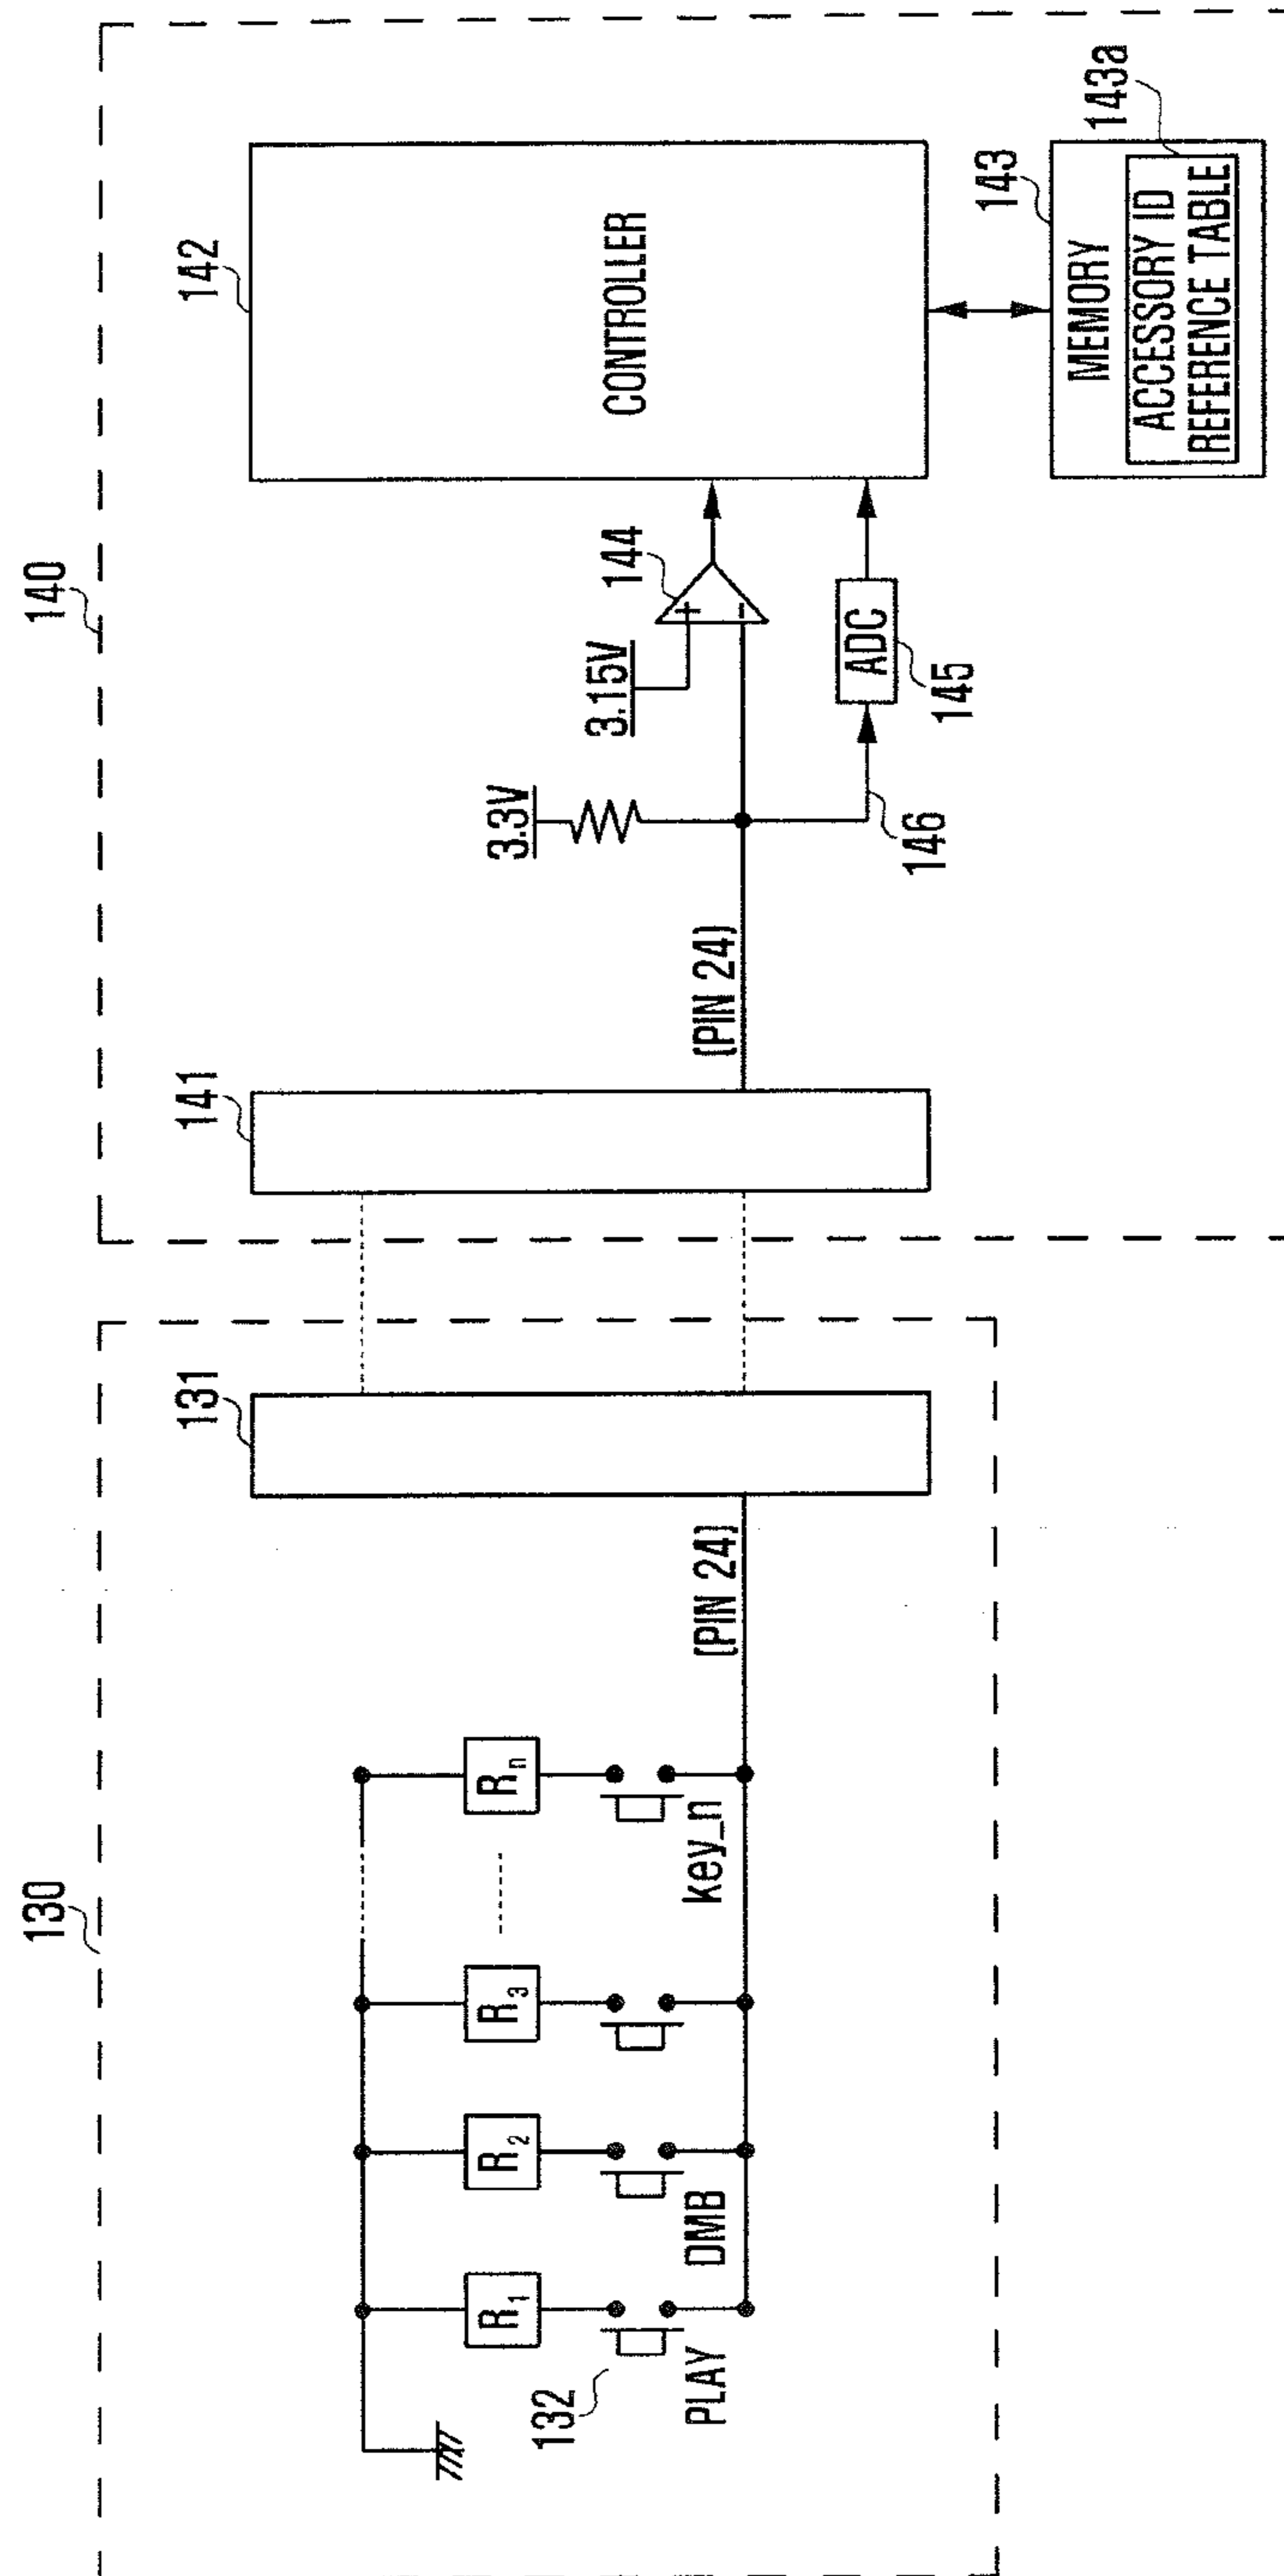 130
PLAY
132
R1
DMB
R2
R3
key_n
Rn
(PIN 24)
131
140
141
(PIN 24)
3.3V
3.15V
144
146
ADC
145
142
CONTROLLER
143
MEMORY
143a
ACCESSORY ID
REFERENCE TABLE